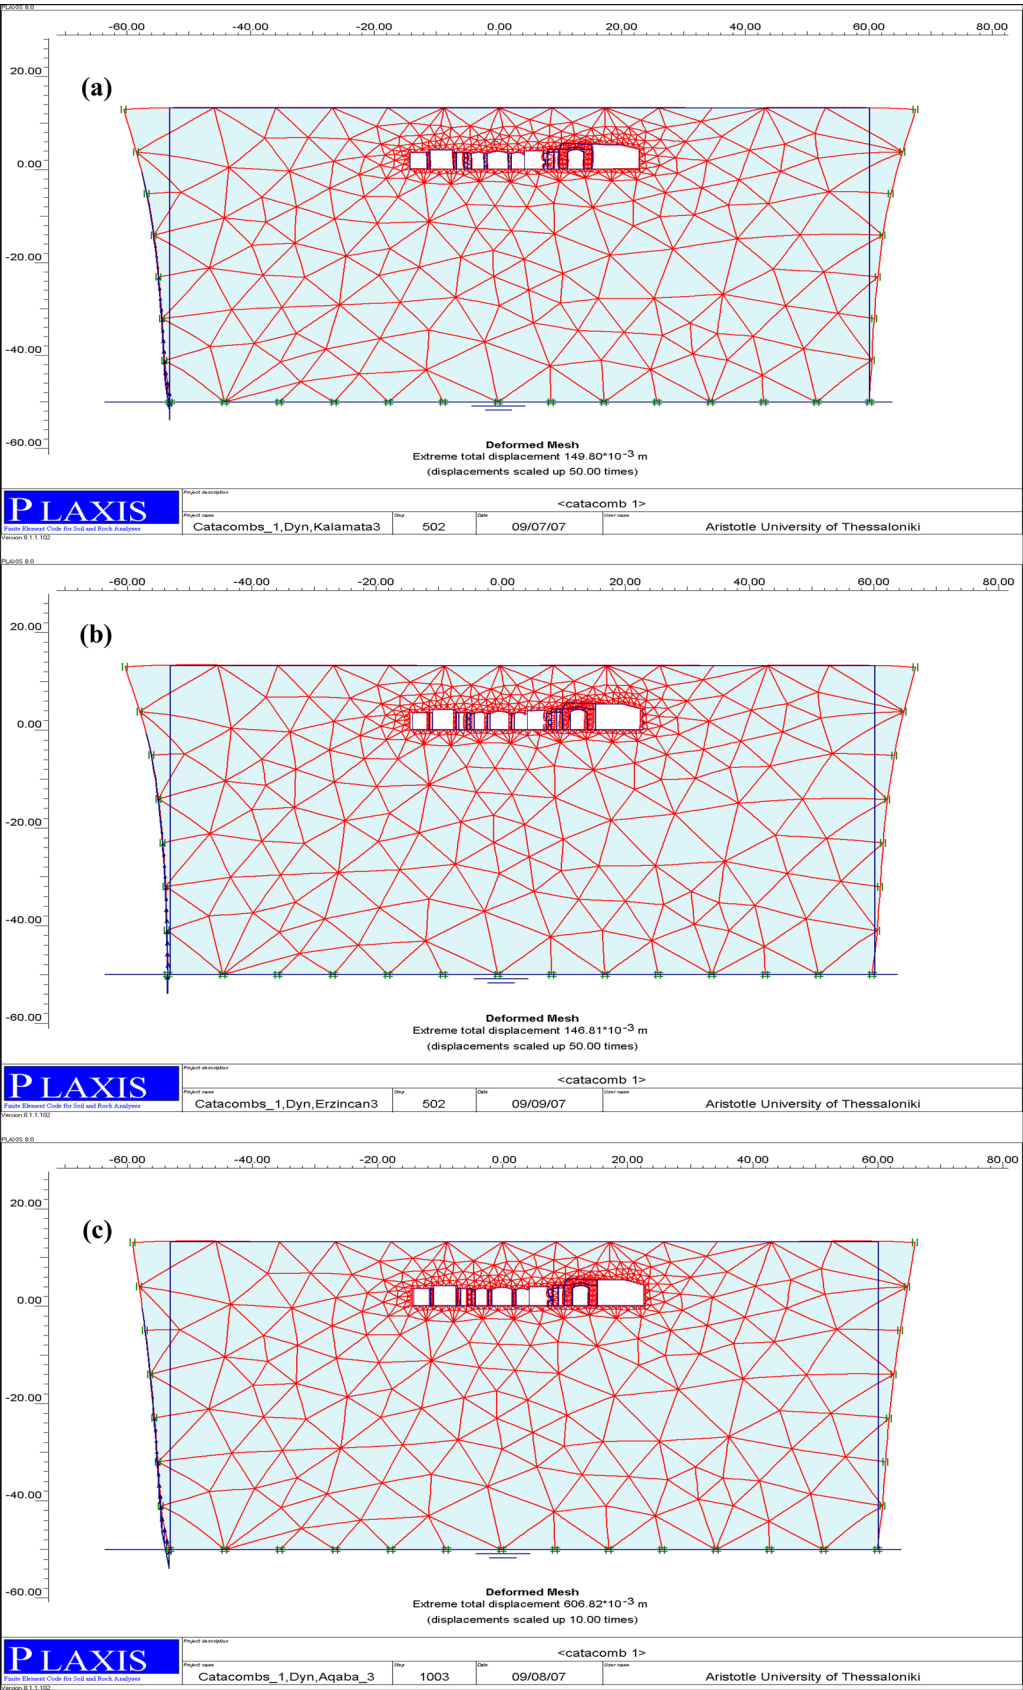 PLAXIS 8.0
-60.00 -40.00 -20.00 0.00 20.00 40.00 60.00 80.00
20.00
(a)
0.00
-20.00
-40.00
-60.00
Deformed Mesh
Extreme total displacement 149.80*10-3 m
(displacements scaled up 50.00 times)
PLAXIS
Finite Element Code for Soil and Rock Analyses
Version 8.1.1.102
Project description
<catacomb 1>
Project name Step Date User name
Catacombs_1,Dyn,Kalamata3 502 09/07/07 Aristotle University of Thessaloniki
PLAXIS 8.0
-60.00 -40.00 -20.00 0.00 20.00 40.00 60.00 80.00
20.00
(b)
0.00
-20.00
-40.00
-60.00
Deformed Mesh
Extreme total displacement 146.81*10-3 m
(displacements scaled up 50.00 times)
PLAXIS
Finite Element Code for Soil and Rock Analyses
Version 8.1.1.102
Project description
<catacomb 1>
Project name Step Date User name
Catacombs_1,Dyn,Erzincan3 502 09/09/07 Aristotle University of Thessaloniki
PLAXIS 8.0
-60.00 -40.00 -20.00 0.00 20.00 40.00 60.00 80.00
20.00
(c)
0.00
-20.00
-40.00
-60.00
Deformed Mesh
Extreme total displacement 606.82*10-3 m
(displacements scaled up 10.00 times)
PLAXIS
Finite Element Code for Soil and Rock Analyses
Version 8.1.1.102
Project description
<catacomb 1>
Project name Step Date User name
Catacombs_1,Dyn,Aqaba_3 1003 09/08/07 Aristotle University of Thessaloniki